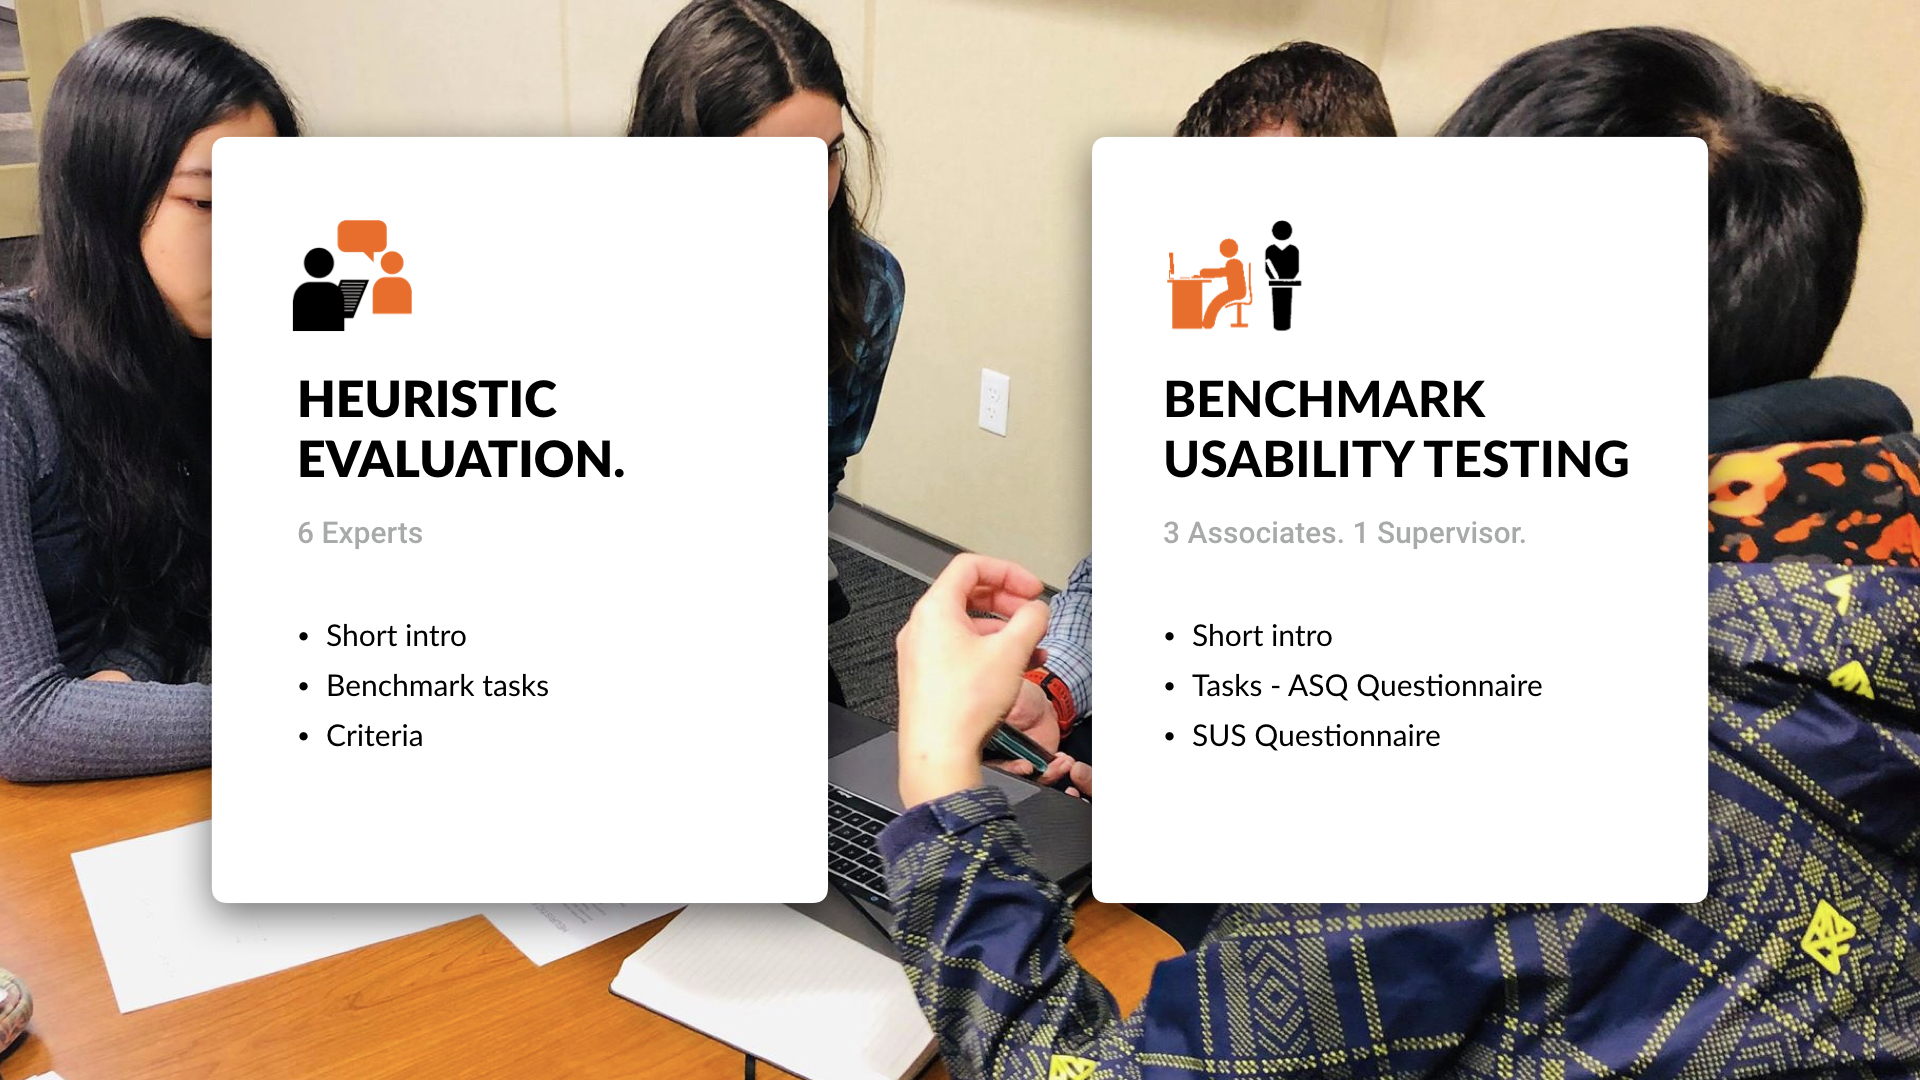 HEURISTIC
EVALUATION.
6 Experts
• Short intro
• Benchmark tasks
• Criteria
BENCHMARK
USABILITY TESTING
3 Associates. 1 Supervisor.
• Short intro
• Tasks - ASQ Questionnaire
• SUS Questionnaire